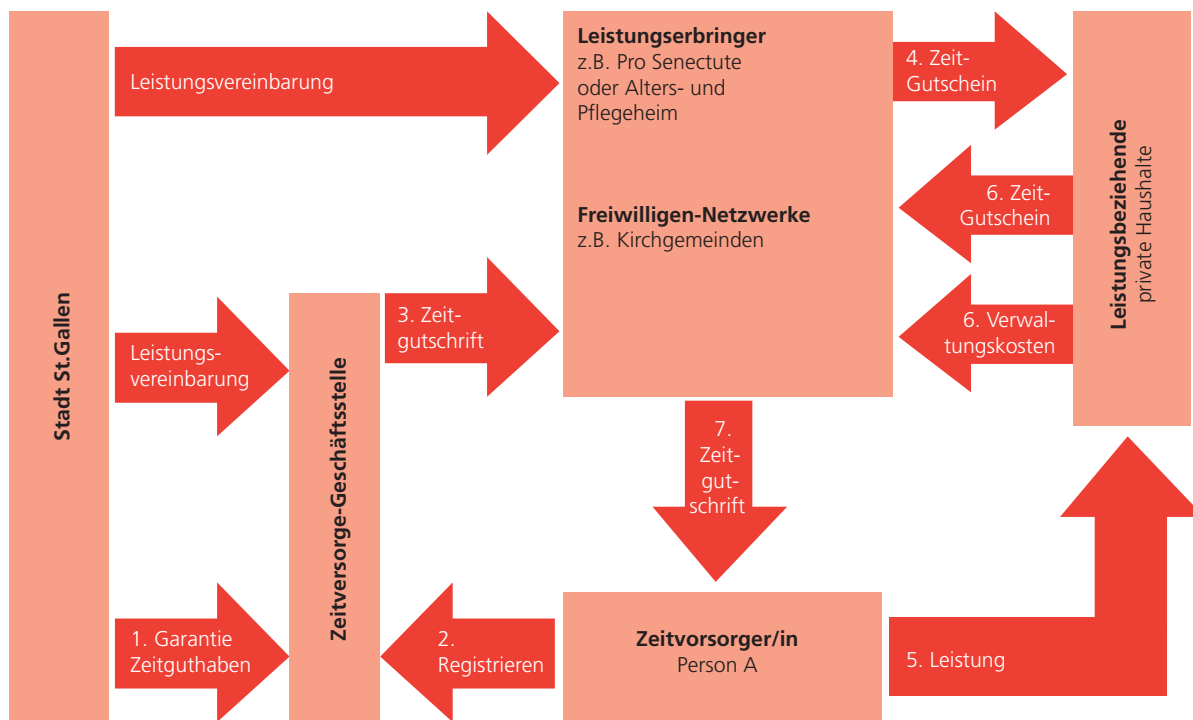 Stadt St.Gallen
Leistungsvereinbarung
Leistungserbringer
z.B. Pro Senectute
oder Alters- und
Pflegeheim
4. Zeit-
Gutschein
Leistungsbeziehende
private Haushalte
6. Zeit-
Gutschein
Freiwilligen-Netzwerke
z.B. Kirchgemeinden
Leistungs-
vereinbarung
Zeitversorge-Geschäftsstelle
3. Zeit-
gutschrift
6. Verwal-
tungskosten
7.
Zeit-
gut-
schrift
1. Garantie
Zeitguthaben
2.
Registrieren
Zeitvorsorger/in
Person A
5. Leistung